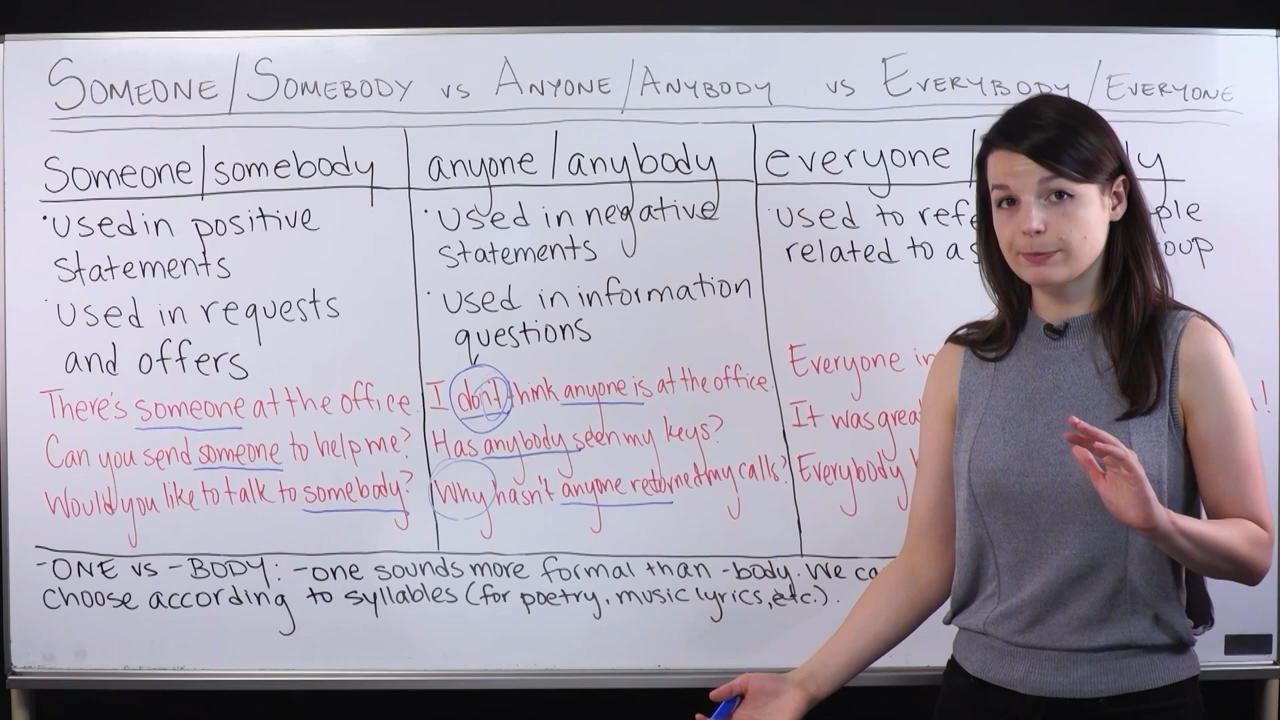 SOMEONE/SOMEBODY vs ANYONE/ANYBODY vs EVERYBODY/EVERYONE
Someone/somebody
· used in positive
statements
· used in requests
and offers
There's someone at the office.
Can you send someone to help me?
Would you like to talk to somebody?
anyone/anybody
· used in negative
statements
· used in information
questions
I don't think anyone is at the office.
Has anybody seen my keys?
Why hasn't anyone returned my calls?
everyone /
used to
related to a
Everyone
It was
Everybody
-ONE vs -BODY: -one sounds more formal than -body. We
choose according to syllables (for poetry, music lyrics, etc.).